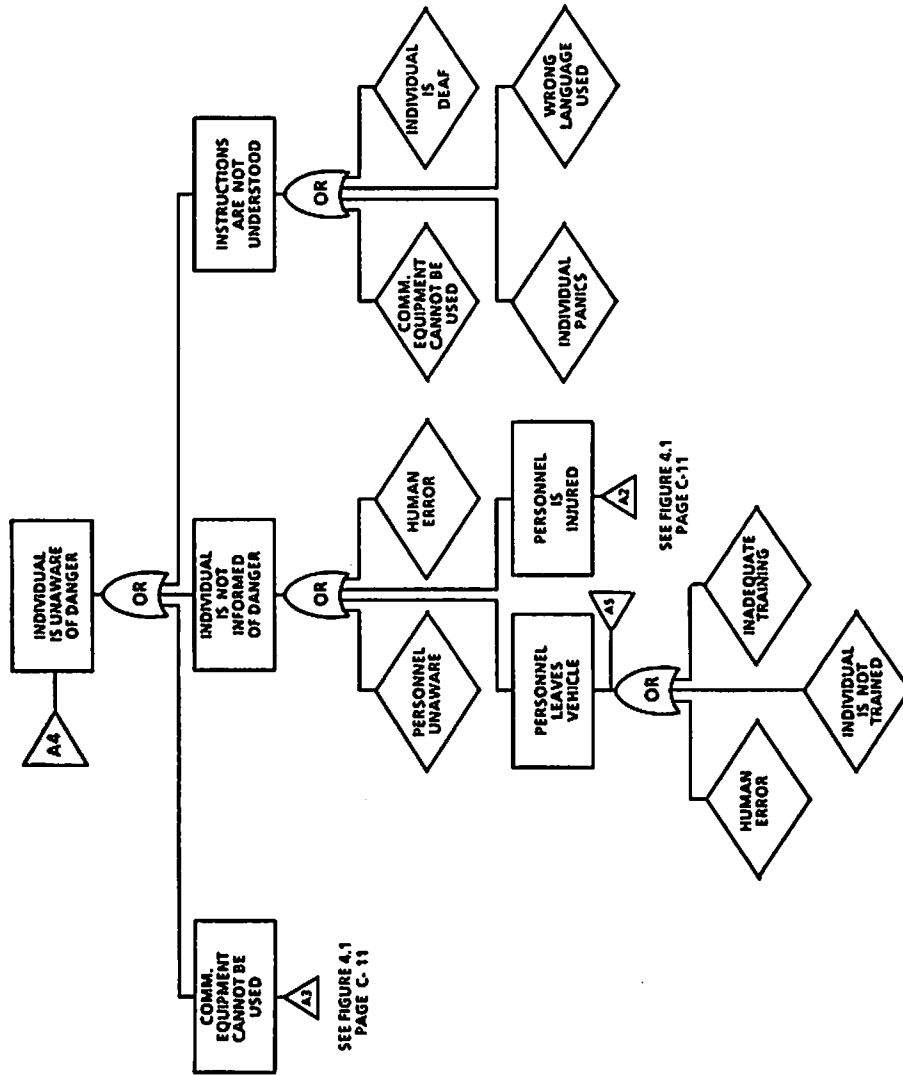 A4
INDIVIDUAL
IS UNAWARE
OF DANGER
OR
COMM.
EQUIPMENT
CANNOT BE
USED
A3
SEE FIGURE 4.1
PAGE C-11
INDIVIDUAL
IS NOT
INFORMED
OF DANGER
OR
PERSONNEL
UNAWARE
HUMAN
ERROR
PERSONNEL
LEAVES
VEHICLE
A5
OR
HUMAN
ERROR
INDIVIDUAL
IS NOT
TRAINED
INADEQUATE
TRAINING
PERSONNEL
IS
INJURED
A2
SEE FIGURE 4.1
PAGE C-11
INSTRUCTIONS
ARE NOT
UNDERSTOOD
OR
COMM.
EQUIPMENT
CANNOT BE
USED
INDIVIDUAL
IS
DEAF
INDIVIDUAL
PANICS
WRONG
LANGUAGE
USED